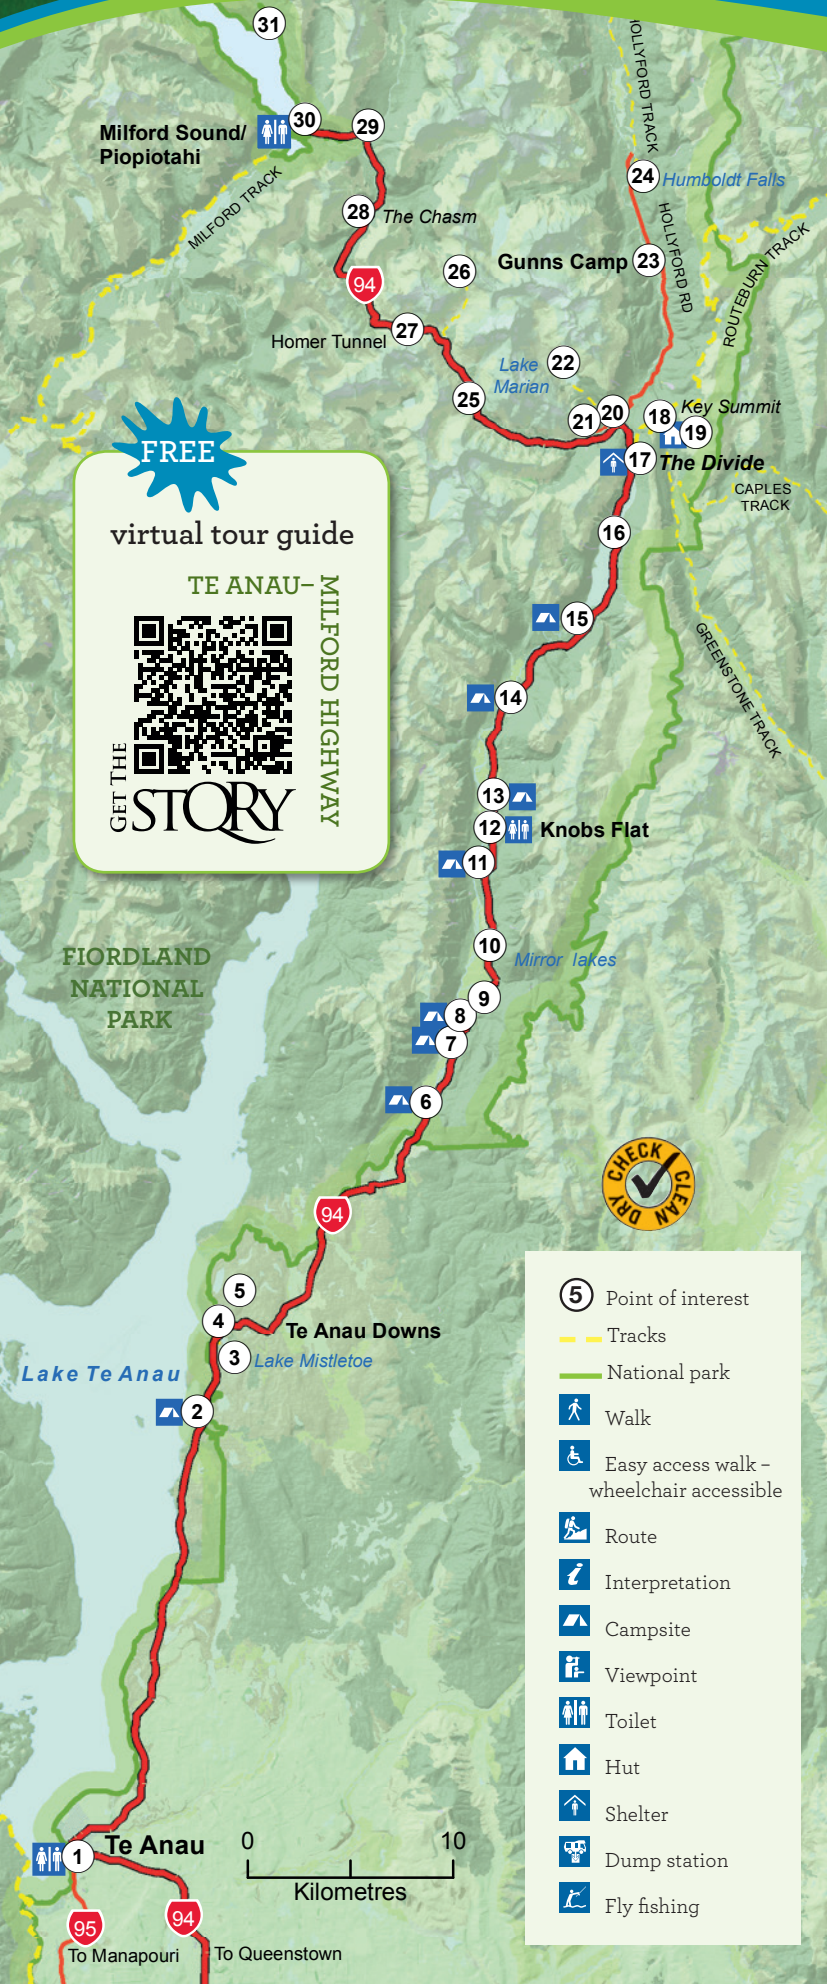 31
30
29
Milford Sound/
Piopiotahi
MILFORD TRACK
28
The Chasm
94
26
27
Homer Tunnel
25
HOLLYFORD TRACK
24
Humboldt Falls
HOLLYFORD RD
Gunns Camp
23
ROUTEBURN TRACK
Lake
Marian
22
21
20
18
Key Summit
19
17
The Divide
CAPLES
TRACK
16
15
GREENSTONE TRACK
14
13
12
Knobs Flat
11
10
Mirror lakes
9
8
7
6
FREE
virtual tour guide
TE ANAU–
MILFORD HIGHWAY
GET THE
STQRY
FIORDLAND
NATIONAL
PARK
94
5
4
Te Anau Downs
3
Lake Mistletoe
Lake Te Anau
2
CHECK
CLEAN
DRY
5 Point of interest
Tracks
National park
Walk
Easy access walk –
wheelchair accessible
Route
Interpretation
Campsite
Viewpoint
Toilet
Hut
Shelter
Dump station
Fly fishing
1
Te Anau
0 10
Kilometres
95
94
To Manapouri
To Queenstown